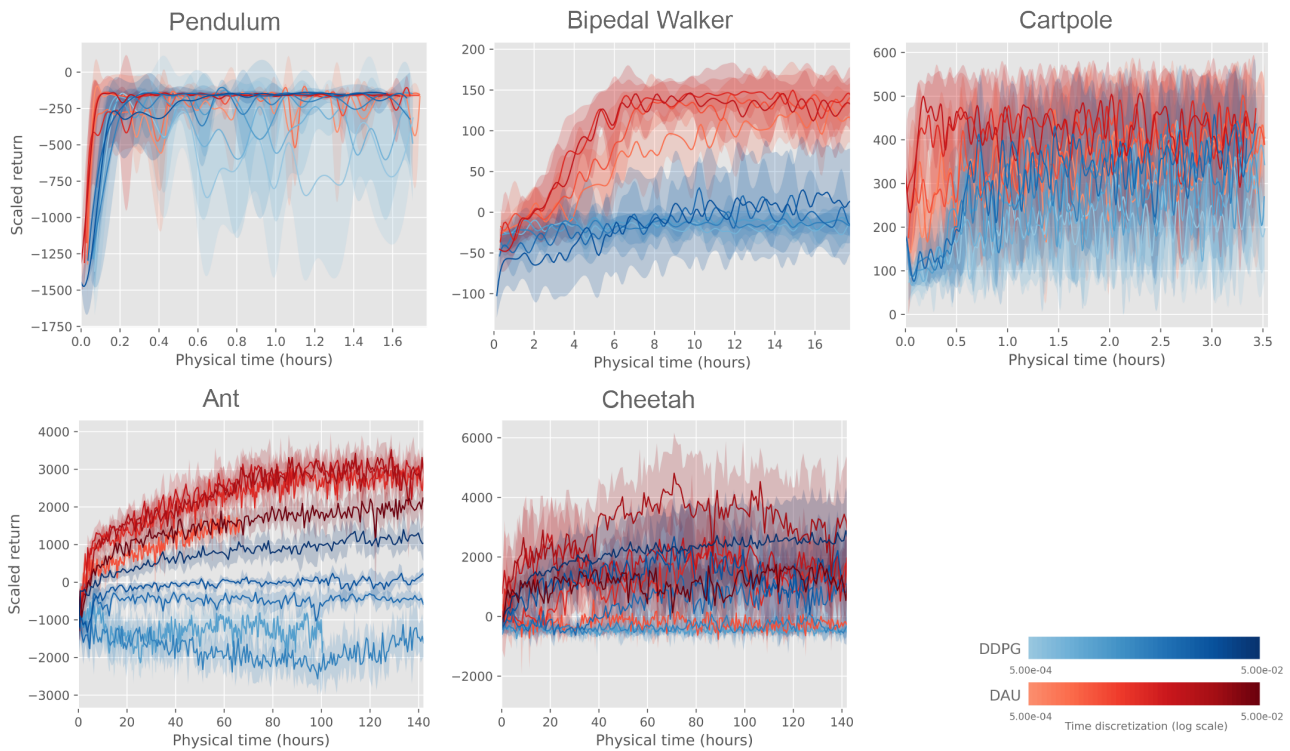 Pendulum
Bipedal Walker
Cartpole
Scaled return
0
−250
−500
−750
−1000
−1250
−1500
−1750
0.0 0.2 0.4 0.6 0.8 1.0 1.2 1.4 1.6
Physical time (hours)
200
150
100
50
0
−50
−100
0 2 4 6 8 10 12 14 16
Physical time (hours)
600
500
400
300
200
100
0
0.0 0.5 1.0 1.5 2.0 2.5 3.0 3.5
Physical time (hours)
Ant
Cheetah
Scaled return
4000
3000
2000
1000
0
−1000
−2000
−3000
0 20 40 60 80 100 120 140
Physical time (hours)
6000
4000
2000
0
−2000
0 20 40 60 80 100 120 140
Physical time (hours)
DDPG
5.00e-04 5.00e-02
DAU
5.00e-04 5.00e-02
Time discretization (log scale)